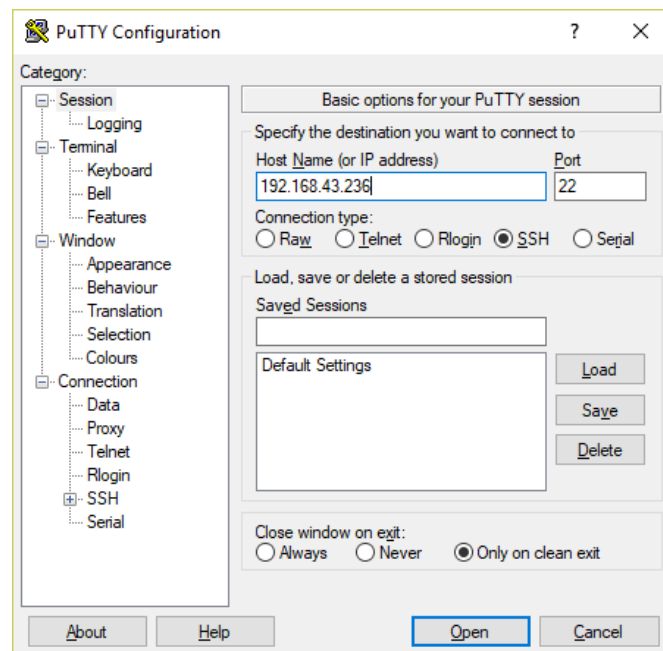 PuTTY Configuration
?
Category:
Session
Logging
Terminal
Keyboard
Bell
Features
Window
Appearance
Behaviour
Translation
Selection
Colours
Connection
Data
Proxy
Telnet
Rlogin
SSH
Serial
Basic options for your PuTTY session
Specify the destination you want to connect to
Host Name (or IP address) Port
192.168.43.236 22
Connection type:
Raw Telnet Rlogin SSH Serial
Load, save or delete a stored session
Saved Sessions
Default Settings
Load
Save
Delete
Close window on exit:
Always Never Only on clean exit
About Help Open Cancel